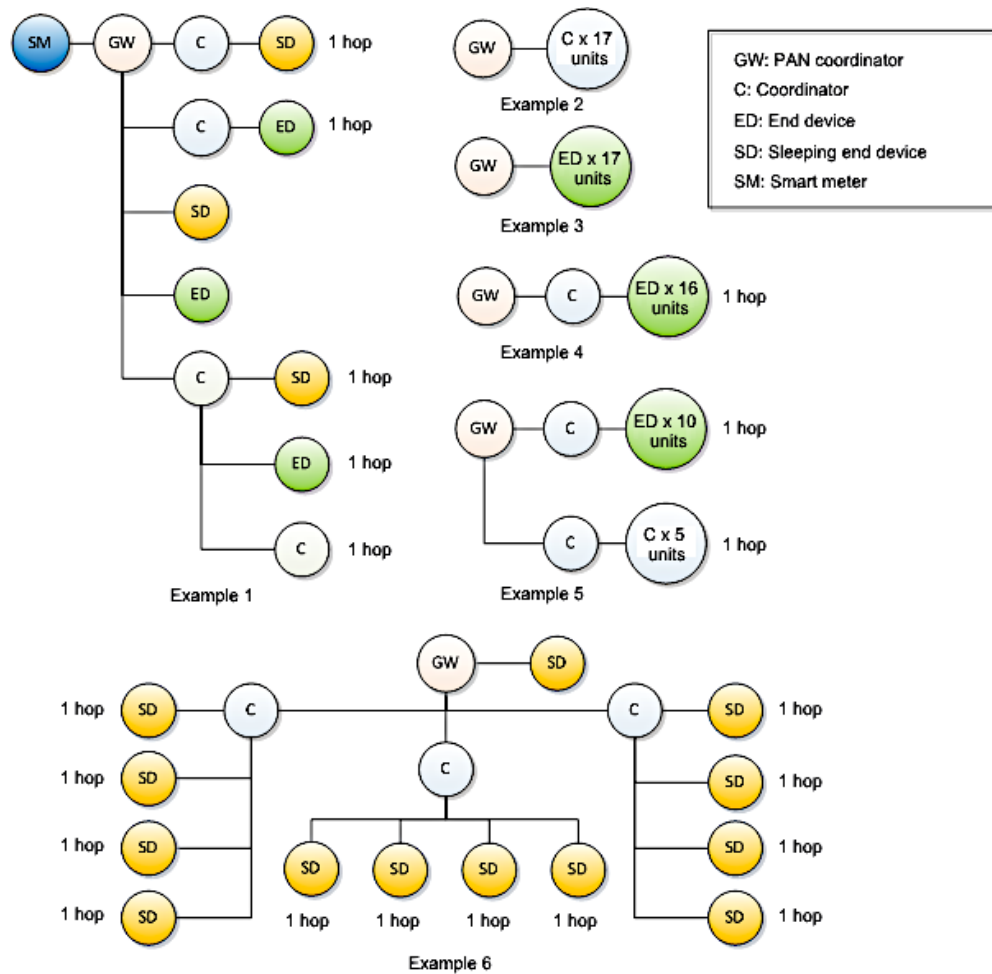 SM
GW
C
SD
1 hop
C
ED
1 hop
SD
ED
C
SD
1 hop
ED
1 hop
C
1 hop
Example 1
GW
C x 17
units
Example 2
GW
ED x 17
units
Example 3
GW
C
ED x 16
units
1 hop
Example 4
GW
C
ED x 10
units
1 hop
C
C x 5
units
1 hop
Example 5
GW: PAN coordinator
C: Coordinator
ED: End device
SD: Sleeping end device
SM: Smart meter
GW
SD
1 hop
SD
C
1 hop
SD
1 hop
SD
1 hop
SD
C
SD
SD
SD
SD
1 hop
1 hop
1 hop
1 hop
C
SD
1 hop
SD
1 hop
SD
1 hop
SD
1 hop
Example 6